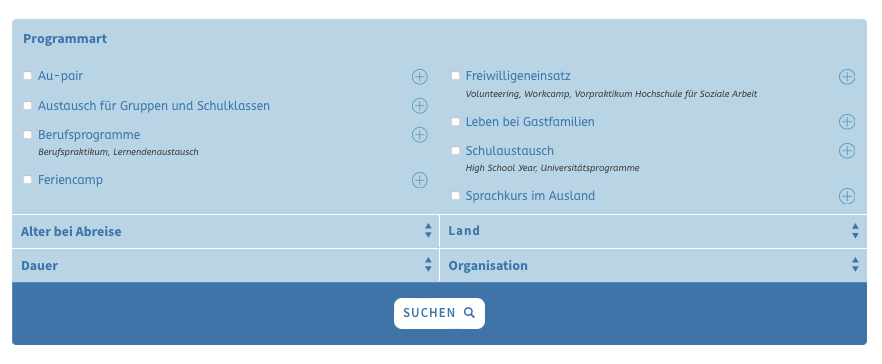 Programmart
Au-pair
Austausch für Gruppen und Schulklassen
Berufsprogramme
Berufspraktikum, Lernendenaustausch
Feriencamp
Freiwilligeneinsatz
Volunteering, Workcamp, Vorpraktikum Hochschule für Soziale Arbeit
Leben bei Gastfamilien
Schulaustausch
High School Year, Universitätsprogramme
Sprachkurs im Ausland
Alter bei Abreise
Land
Dauer
Organisation
SUCHEN